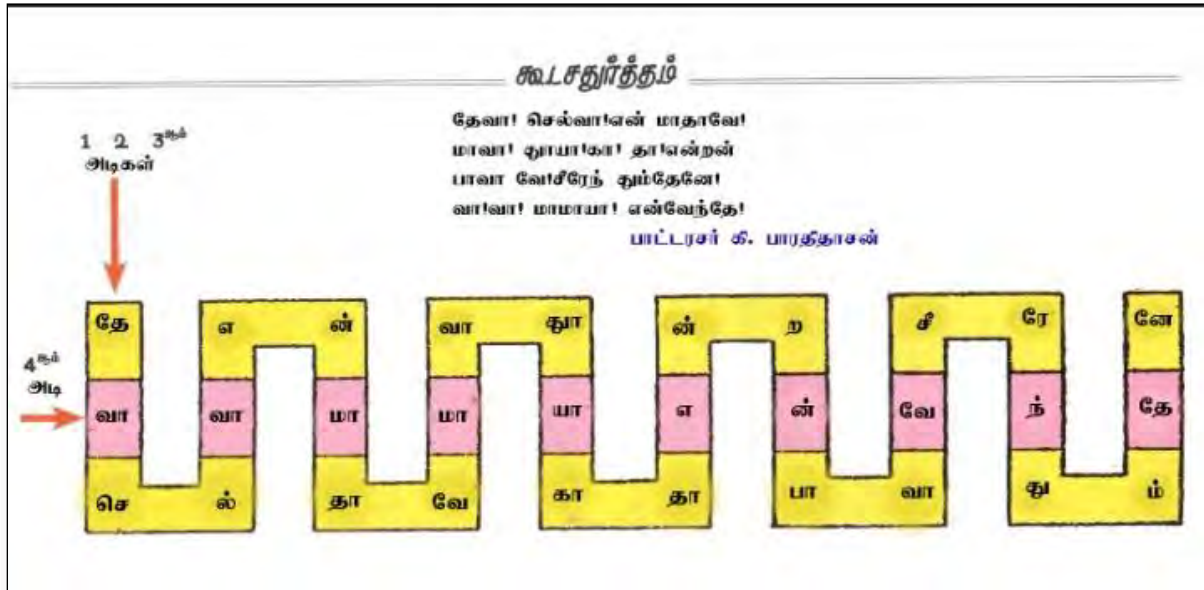 கூடசதுர்த்தம்
1 2 3ஆம்
அடிகள்
தேவா! செல்வா!என் மாதாவே!
மாவா! தூயா!கா! தா!என்றன்
பாவா வே!சீரேந் தும்தேனே!
வா!வா! மாமாயா! என்வேந்தே!
பாட்டரசர் கி. பாரதிதாசன்
தே எ ன் வா தூ ன் ற சீ ரே னே
4ஆம்
அடி
வா வா மா மா யா எ ன் வே ந் தே
செ ல் தா வே கா தா பா வா து ம்